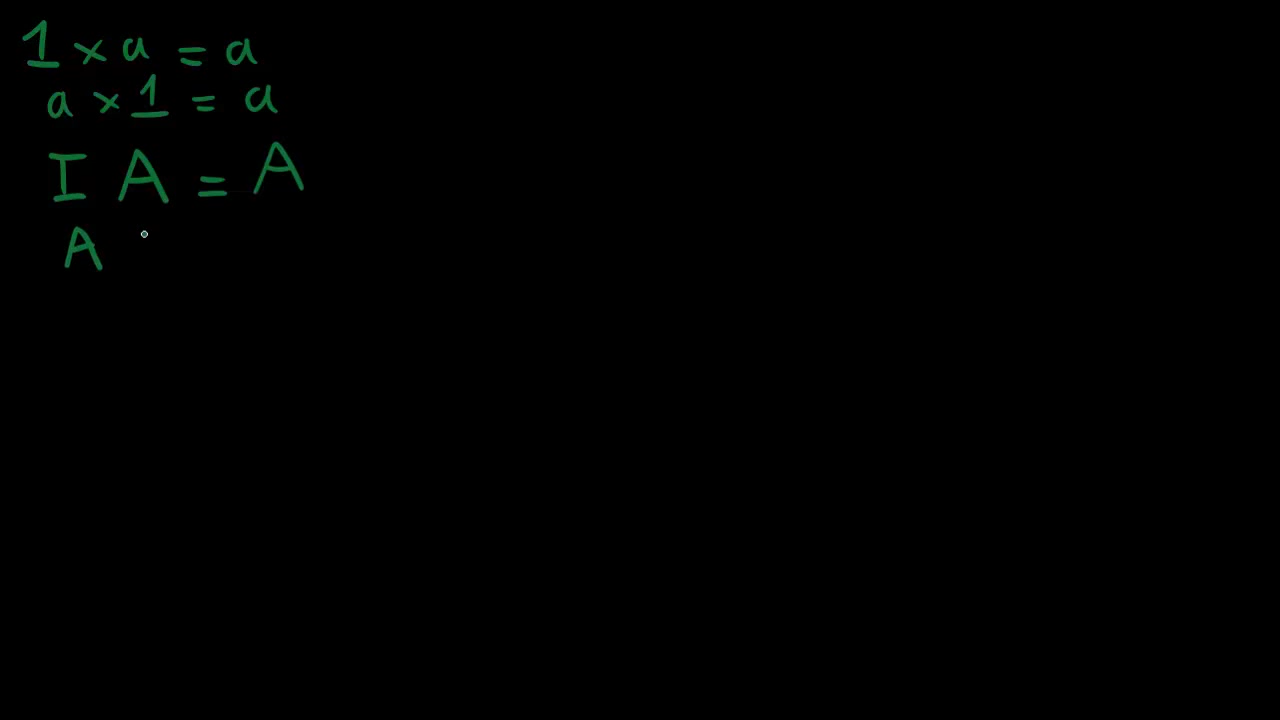 1 × a = a
a × 1 = a
I A = A
A